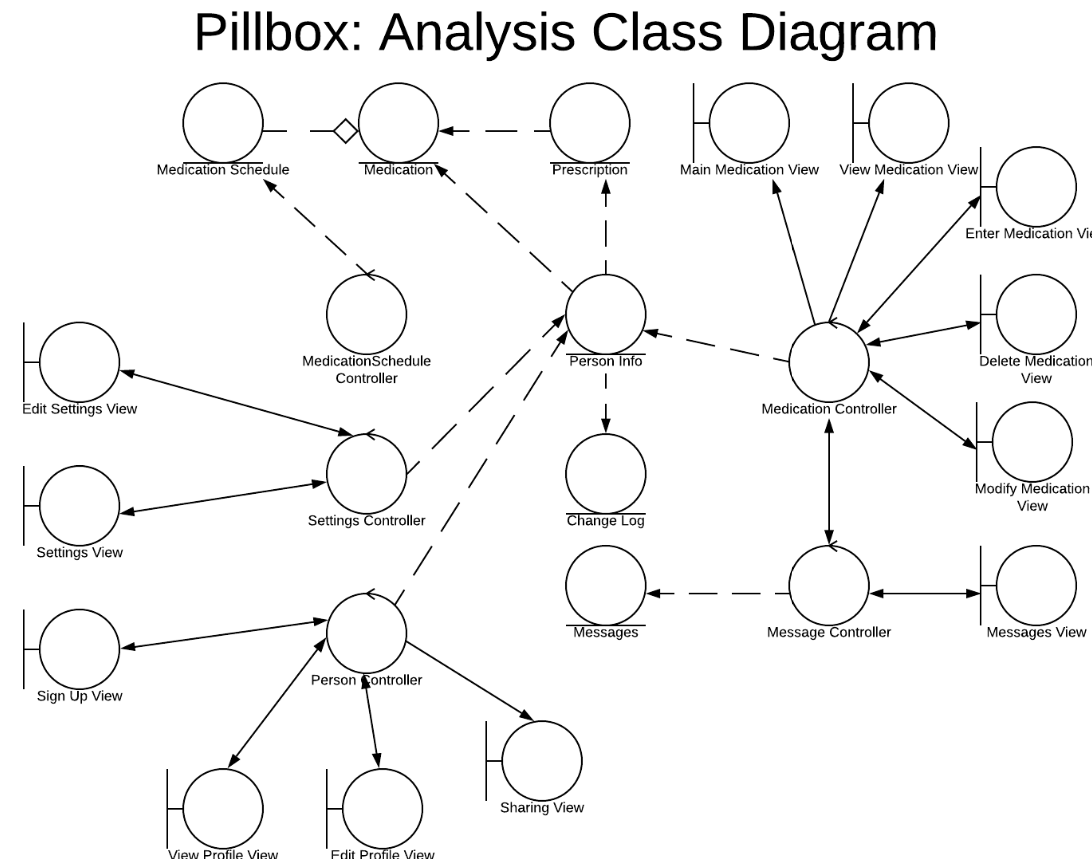 Pillbox: Analysis Class Diagram
Medication Schedule
Medication
Prescription
Main Medication View
View Medication View
Enter Medication Vie
MedicationSchedule
Controller
Person Info
Delete Medication
View
Edit Settings View
Medication Controller
Modify Medication
View
Settings Controller
Change Log
Settings View
Messages
Message Controller
Messages View
Person Controller
Sign Up View
Sharing View
View Profile View
Edit Profile View